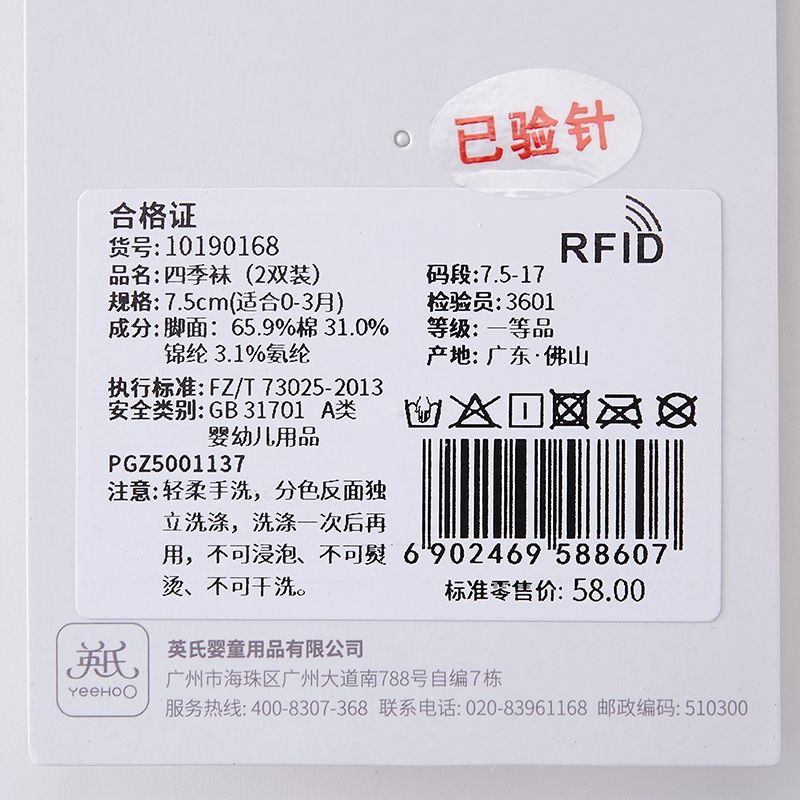 已验针
合格证
RFID
货号: 10190168
品名: 四季袜（2双装）
码段: 7.5-17
规格: 7.5cm(适合0-3月)
检验员: 3601
成分: 脚面：65.9%棉 31.0%
等级: 一等品
锦纶 3.1%氨纶
产地: 广东·佛山
执行标准: FZ/T 73025-2013
安全类别: GB 31701 A类
婴幼儿用品
PGZ5001137
注意: 轻柔手洗，分色反面独
立洗涤，洗涤一次后再
用，不可浸泡、不可熨
烫、不可干洗。
6 902469 588607
标准零售价: 58.00
英氏
YeeHoO
英氏婴童用品有限公司
广州市海珠区广州大道南788号自编7栋
服务热线: 400-8307-368 联系电话: 020-83961168 邮政编码: 510300